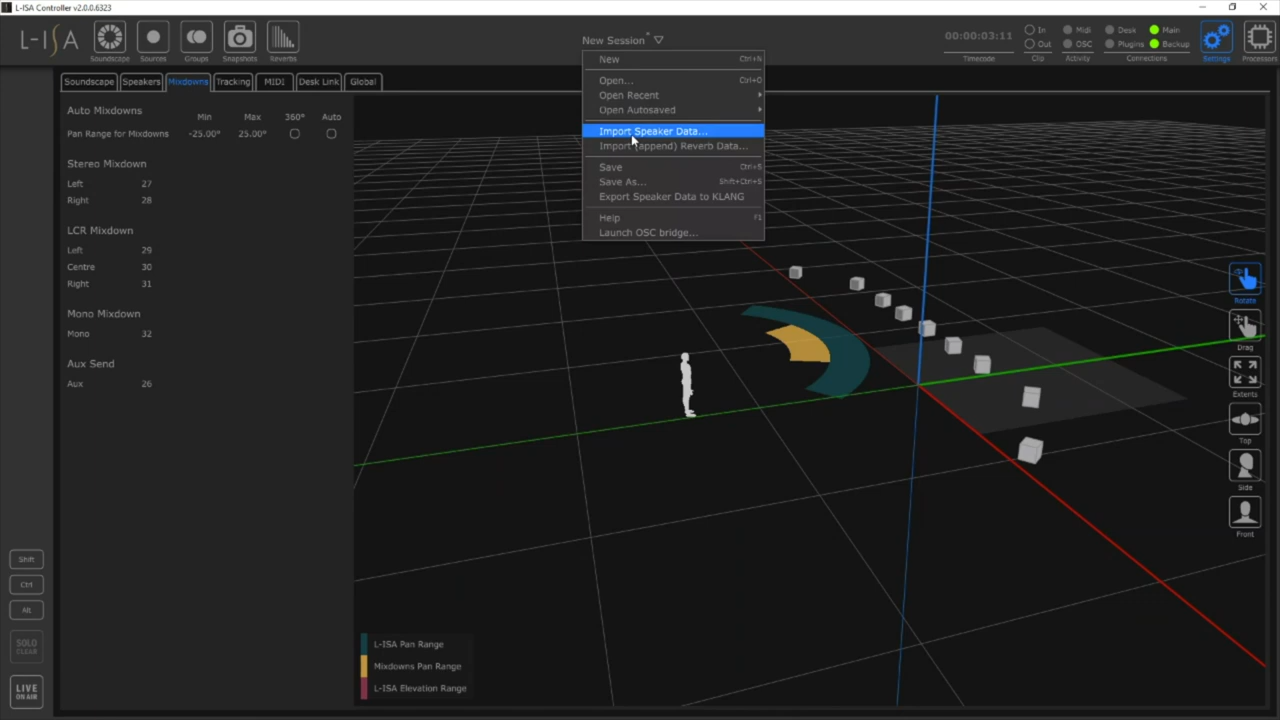 L-ISA Controller v2.0.0.6323
L-ISA
Soundscape
Sources
Groups
Snapshots
Reverbs
New Session*
00:00:03:11
Timecode
In
Out
Clip
Midi
OSC
Activity
Desk
Plugins
Main
Backup
Connections
Settings
Processors
Soundscape
Speakers
Mixdowns
Tracking
MIDI
Desk Link
Global
New Ctrl+N
Open... Ctrl+O
Open Recent
Open Autosaved
Import Speaker Data...
Import (append) Reverb Data...
Save Ctrl+S
Save As... Shift+Ctrl+S
Export Speaker Data to KLANG
Help F1
Launch OSC bridge...
Auto Mixdowns Min Max 360° Auto
Pan Range for Mixdowns -25.00° 25.00°
Stereo Mixdown
Left 27
Right 28
LCR Mixdown
Left 29
Centre 30
Right 31
Mono Mixdown
Mono 32
Aux Send
Aux 26
Rotate
Drag
Extents
Top
Side
Front
Shift
Ctrl
Alt
SOLO
CLEAR
LIVE
ON AIR
L-ISA Pan Range
Mixdowns Pan Range
L-ISA Elevation Range